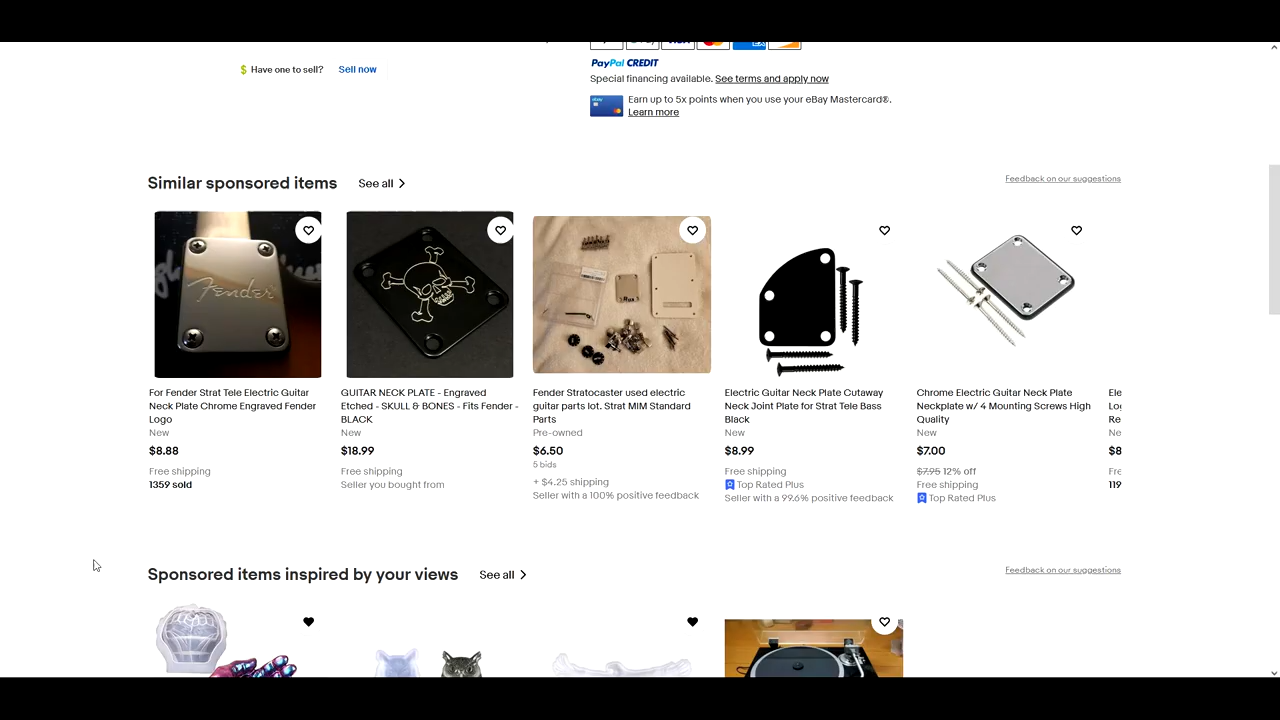 Have one to sell? Sell now
PayPal CREDIT
Special financing available. See terms and apply now
Earn up to 5x points when you use your eBay Mastercard®.
Learn more
Similar sponsored items See all
Feedback on our suggestions
Fender
For Fender Strat Tele Electric Guitar
Neck Plate Chrome Engraved Fender
Logo
New
$8.88
Free shipping
1359 sold
GUITAR NECK PLATE - Engraved
Etched - SKULL & BONES - Fits Fender -
BLACK
New
$18.99
Free shipping
Seller you bought from
Fender Stratocaster used electric
guitar parts lot. Strat MIM Standard
Parts
Pre-owned
$6.50
5 bids
+ $4.25 shipping
Seller with a 100% positive feedback
Electric Guitar Neck Plate Cutaway
Neck Joint Plate for Strat Tele Bass
Black
New
$8.99
Free shipping
Top Rated Plus
Seller with a 99.6% positive feedback
Chrome Electric Guitar Neck Plate
Neckplate w/ 4 Mounting Screws High
Quality
New
$7.00
$7.95 12% off
Free shipping
Top Rated Plus
Sponsored items inspired by your views See all
Feedback on our suggestions